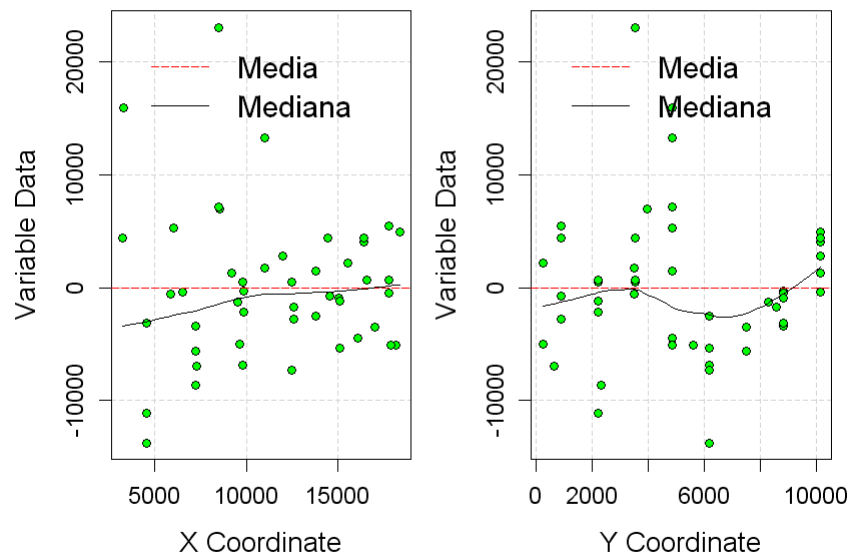 Media
Mediana
Variable Data
20000
10000
0
-10000
5000 10000 15000
X Coordinate
Media
Mediana
Variable Data
20000
10000
0
-10000
0 2000 6000 10000
Y Coordinate